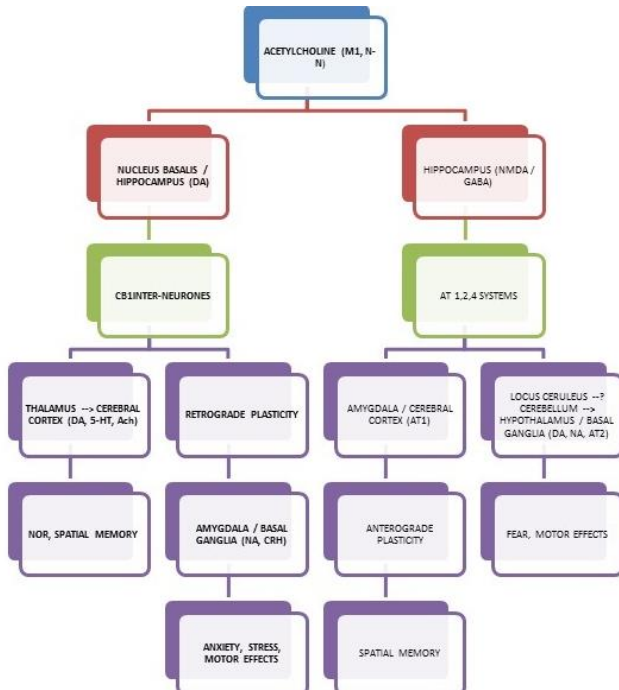 ACETYLCHOLINE (M1, N-
N)
NUCLEUS BASALIS /
HIPPOCAMPUS (DA)
HIPPOCAMPUS (NMDA /
GABA)
CB1INTER-NEURONES
AT 1,2,4 SYSTEMS
THALAMUS --> CEREBRAL
CORTEX (DA, 5-HT, Ach)
RETROGRADE PLASTICITY
AMYGDALA / CEREBRAL
CORTEX (AT1)
LOCUS CERULEUS --?
CEREBELLUM -->
HYPOTHALAMUS / BASAL
GANGLIA (DA, NA, AT2)
NOR, SPATIAL MEMORY
AMYGDALA / BASAL
GANGLIA (NA, CRH)
ANTEROGRADE
PLASTICITY
FEAR, MOTOR EFFECTS
ANXIETY, STRESS,
MOTOR EFFECTS
SPATIAL MEMORY